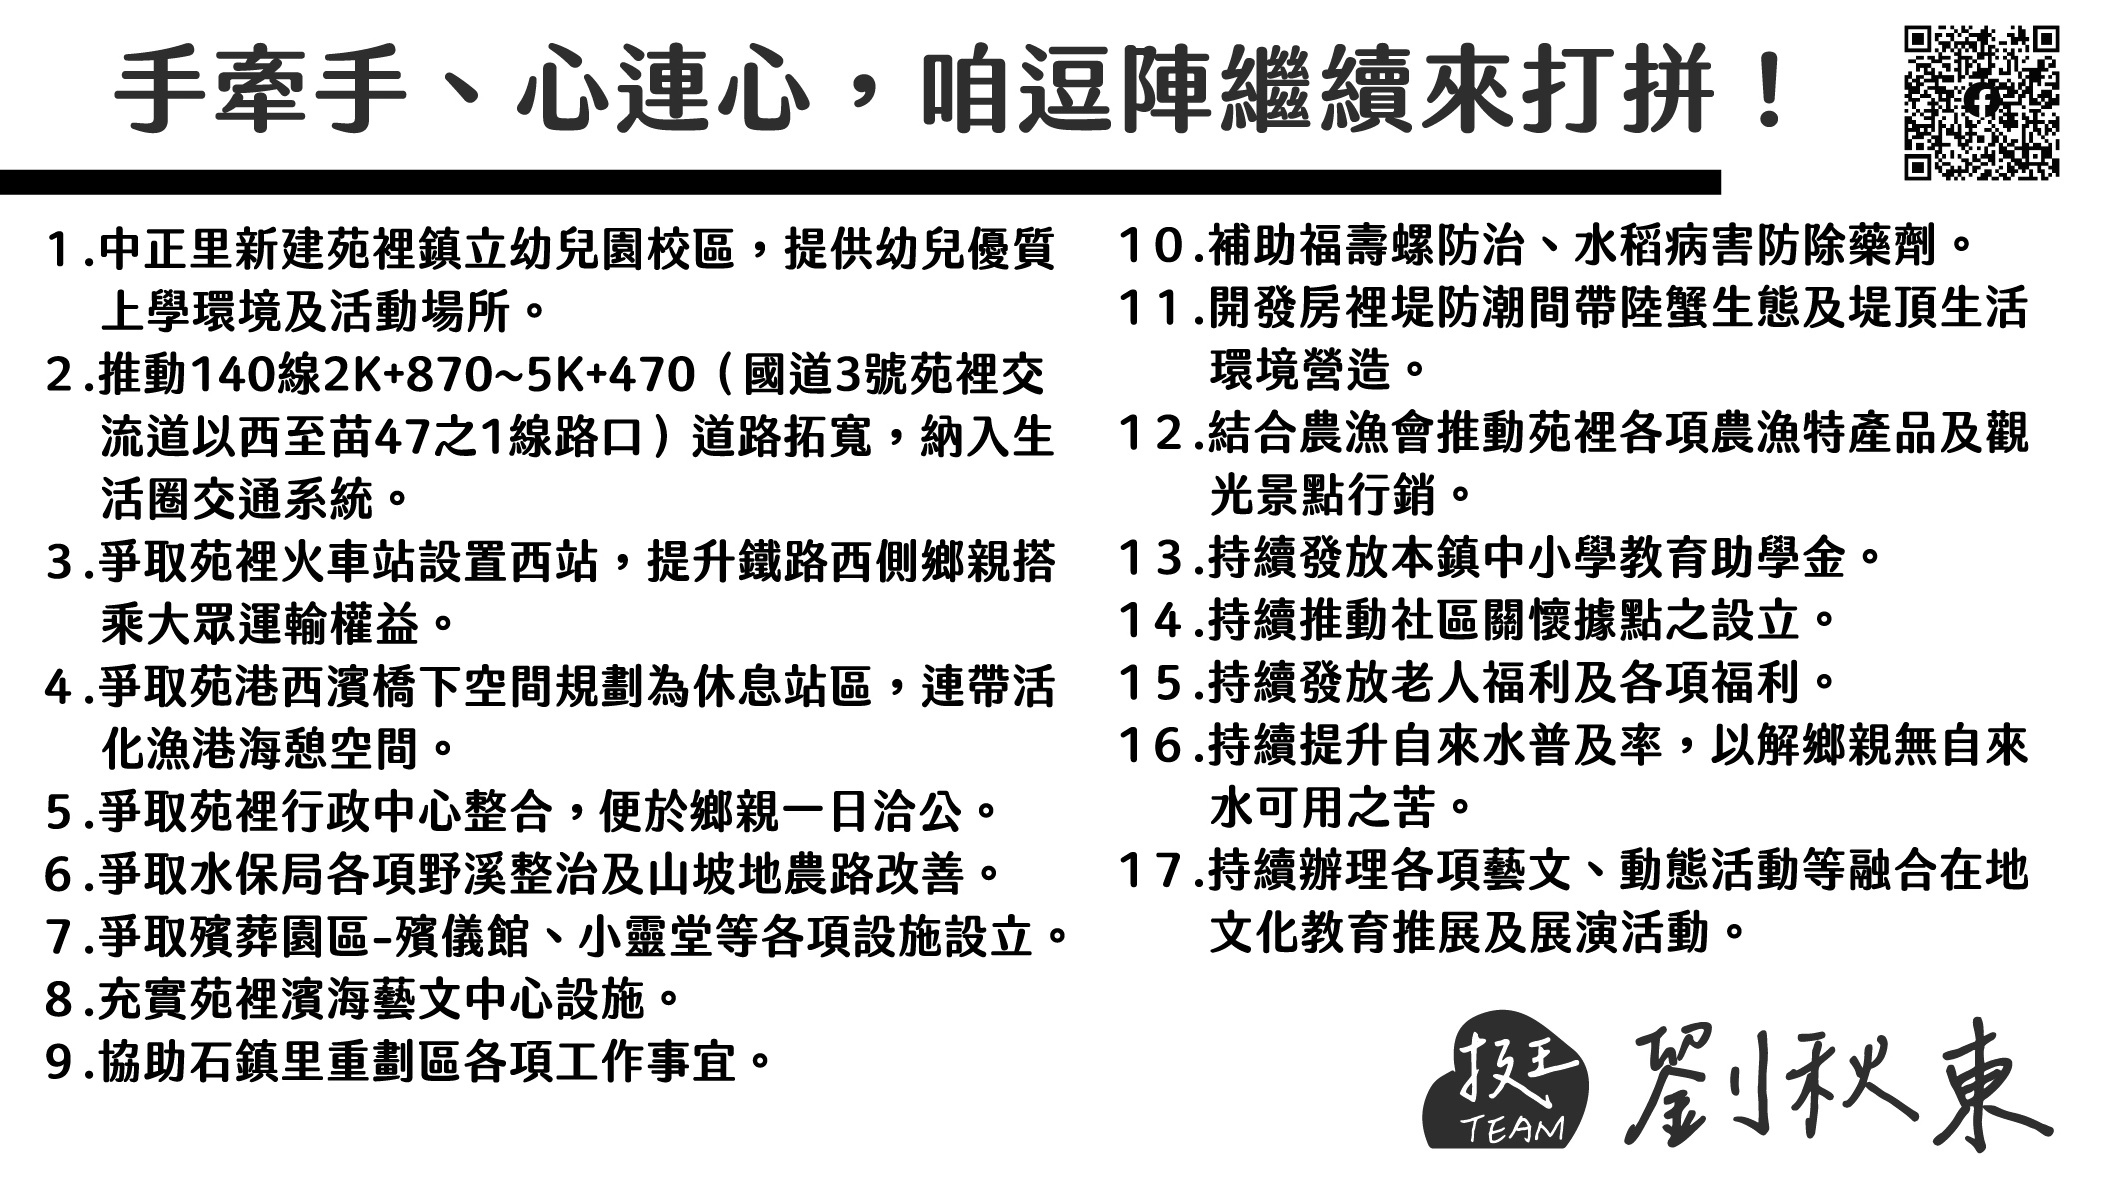 手牽手、心連心，咱逗陣繼續來打拼！
1.中正里新建苑裡鎮立幼兒園校區，提供幼兒優質
上學環境及活動場所。
2.推動140線2K+870~5K+470（國道3號苑裡交
流道以西至苗47之1線路口）道路拓寬，納入生
活圈交通系統。
3.爭取苑裡火車站設置西站，提升鐵路西側鄉親搭
乘大眾運輸權益。
4.爭取苑港西濱橋下空間規劃為休息站區，連帶活
化漁港海憩空間。
5.爭取苑裡行政中心整合，便於鄉親一日洽公。
6.爭取水保局各項野溪整治及山坡地農路改善。
7.爭取殯葬園區-殯儀館、小靈堂等各項設施設立。
8.充實苑裡濱海藝文中心設施。
9.協助石鎮里重劃區各項工作事宜。
10.補助福壽螺防治、水稻病害防除藥劑。
11.開發房裡堤防潮間帶陸蟹生態及堤頂生活
環境營造。
12.結合農漁會推動苑裡各項農漁特產品及觀
光景點行銷。
13.持續發放本鎮中小學教育助學金。
14.持續推動社區關懷據點之設立。
15.持續發放老人福利及各項福利。
16.持續提升自來水普及率，以解鄉親無自來
水可用之苦。
17.持續辦理各項藝文、動態活動等融合在地
文化教育推展及展演活動。
挺
TEAM
劉秋東